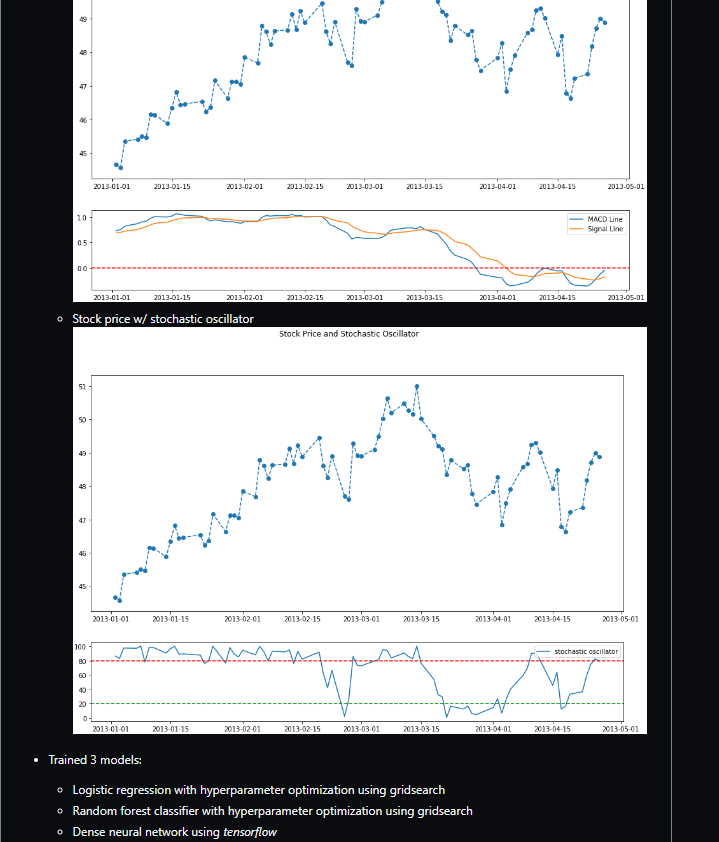 49
48
47
46
45
2013-01-01 2013-01-15 2013-02-01 2013-02-15 2013-03-01 2013-03-15 2013-04-01 2013-04-15 2013-05-01
MACD Line
Signal Line
1.0
0.5
0.0
2013-01-01 2013-01-15 2013-02-01 2013-02-15 2013-03-01 2013-03-15 2013-04-01 2013-04-15 2013-05-01
Stock price w/ stochastic oscillator
Stock Price and Stochastic Oscillator
51
50
49
48
47
46
45
2013-01-01 2013-01-15 2013-02-01 2013-02-15 2013-03-01 2013-03-15 2013-04-01 2013-04-15 2013-05-01
stochastic oscillator
100
80
60
40
20
0
2013-01-01 2013-01-15 2013-02-01 2013-02-15 2013-03-01 2013-03-15 2013-04-01 2013-04-15 2013-05-01
Trained 3 models:
Logistic regression with hyperparameter optimization using gridsearch
Random forest classifier with hyperparameter optimization using gridsearch
Dense neural network using tensorflow